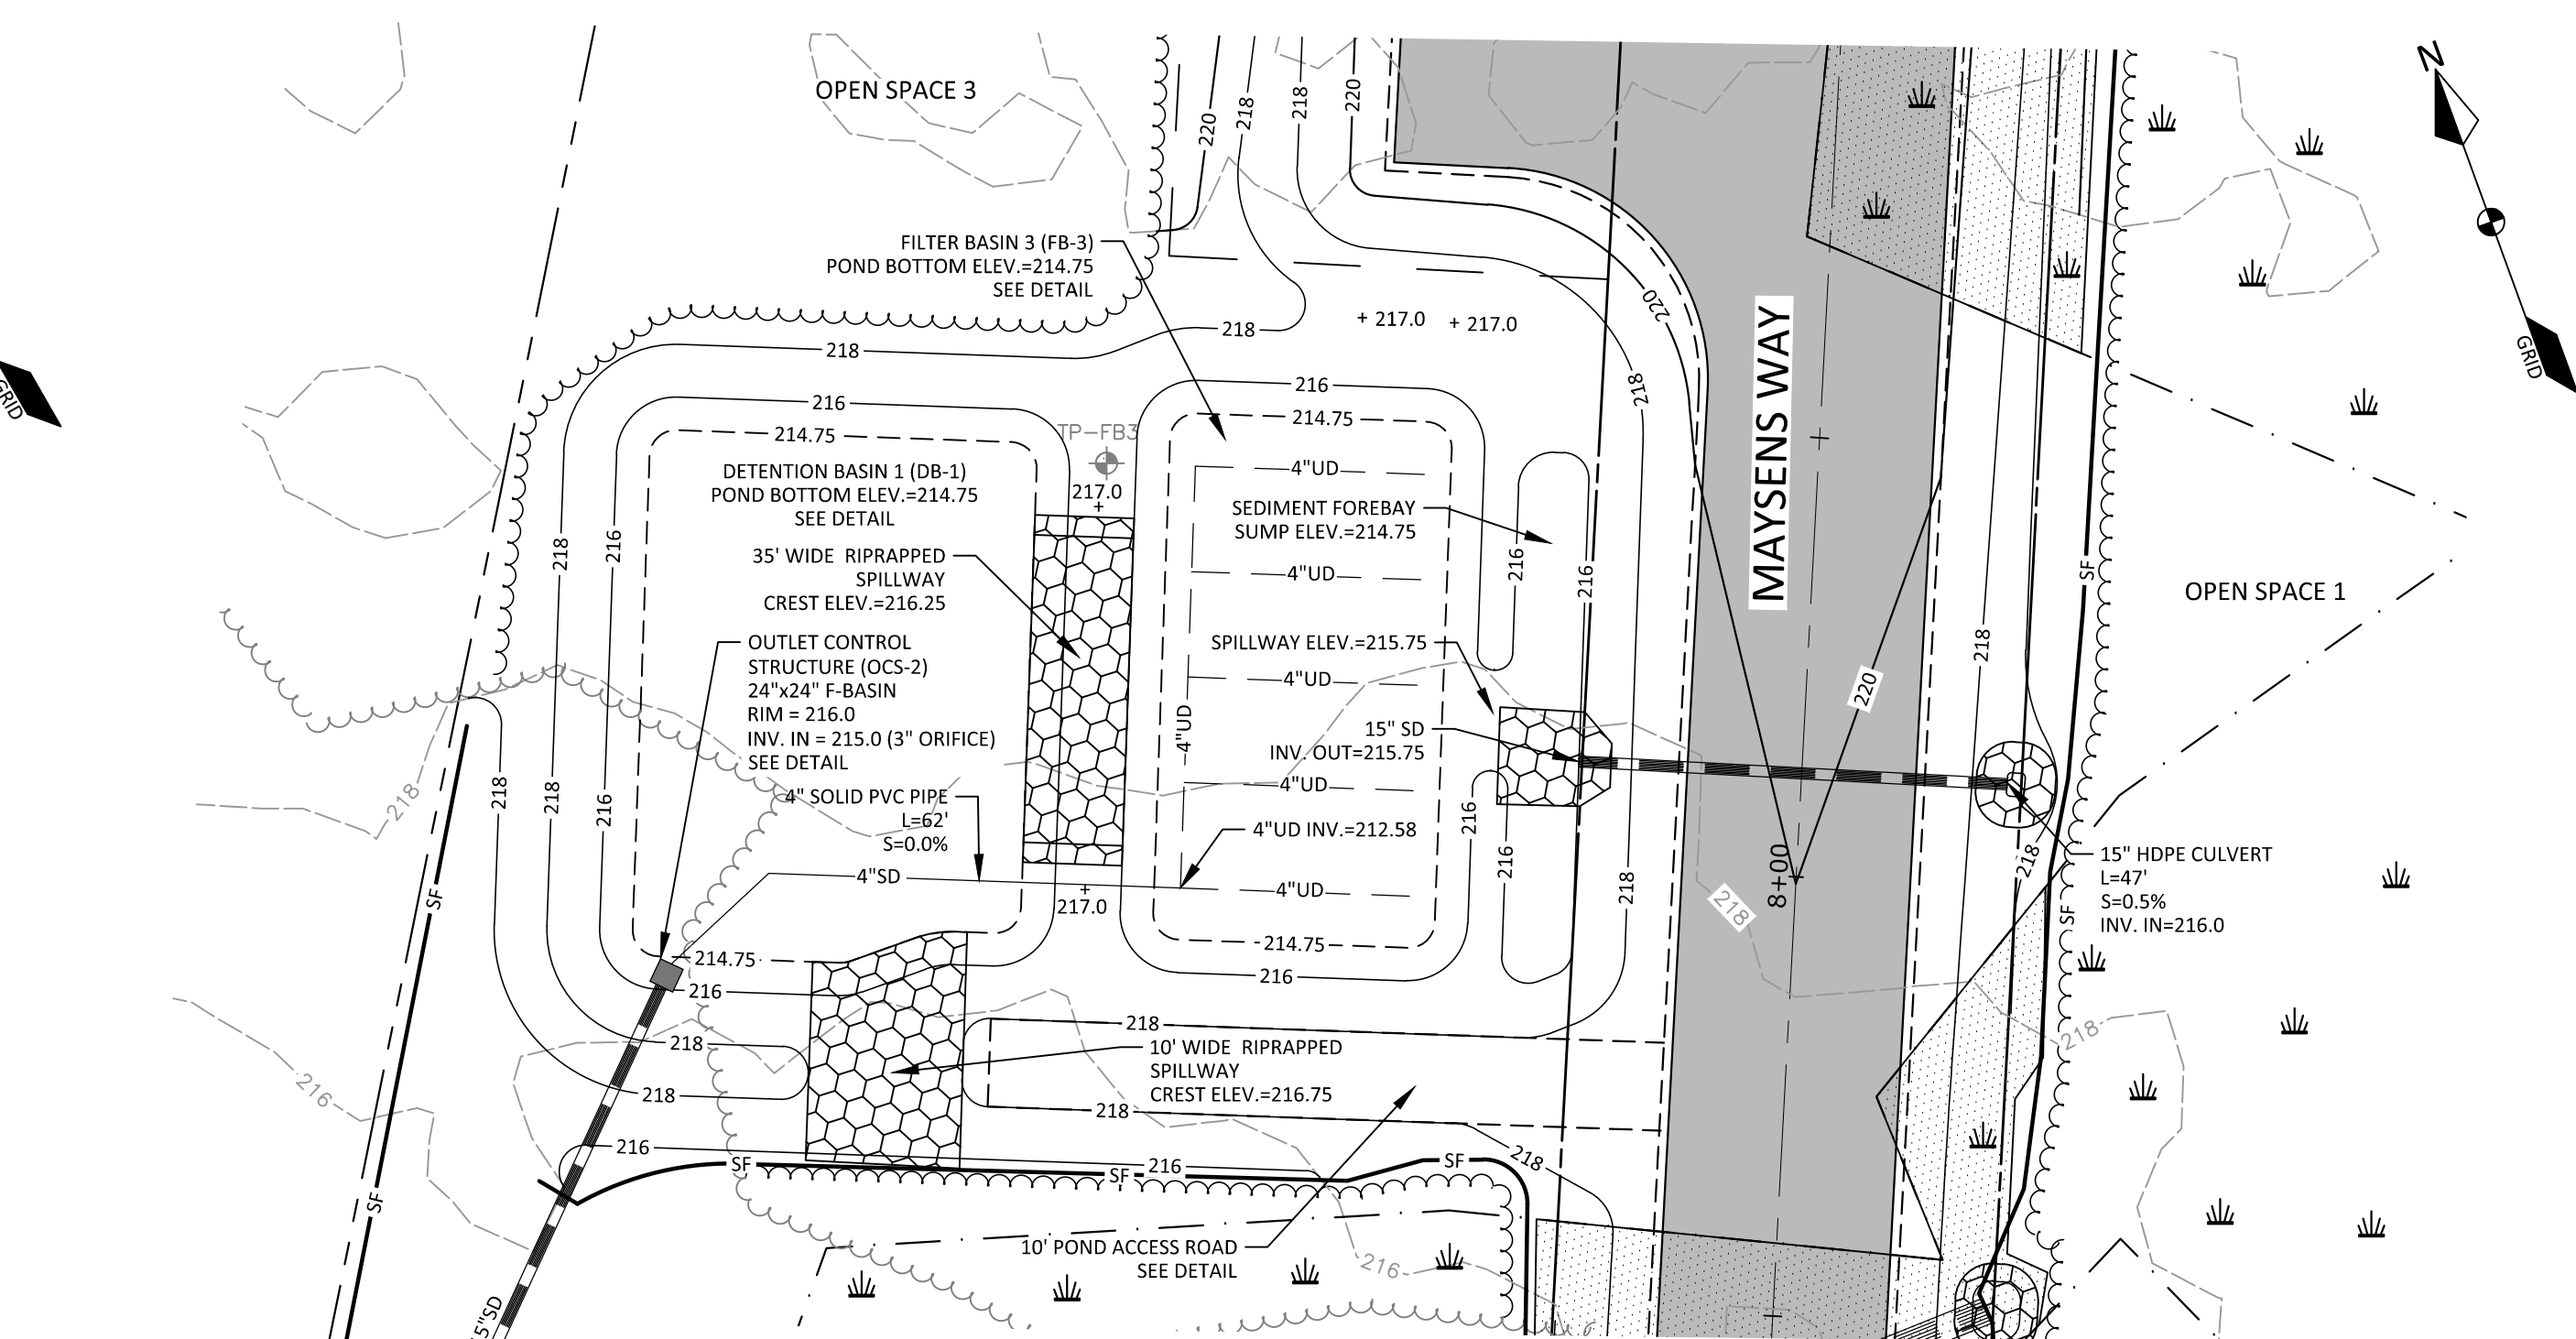 OPEN SPACE 3
N
GRID
GRID
220
218
218
220
FILTER BASIN 3 (FB-3)
POND BOTTOM ELEV.=214.75
SEE DETAIL
+ 217.0
+ 217.0
220
218
218
218
MAYSENS WAY
216
216
214.75
214.75
TP-FB3
217.0
+
DETENTION BASIN 1 (DB-1)
POND BOTTOM ELEV.=214.75
SEE DETAIL
4"UD
SEDIMENT FOREBAY
SUMP ELEV.=214.75
35' WIDE RIPRAPPED
SPILLWAY
CREST ELEV.=216.25
218
216
4"UD
216
216
SF
OPEN SPACE 1
OUTLET CONTROL
STRUCTURE (OCS-2)
24"x24" F-BASIN
RIM = 216.0
INV. IN = 215.0 (3" ORIFICE)
SEE DETAIL
SPILLWAY ELEV.=215.75
218
4"UD
220
4"UD
15" SD
INV. OUT=215.75
218
218
218
216
4" SOLID PVC PIPE
L=62'
S=0.0%
4"UD
4"UD INV.=212.58
216
216
218
218
8+00
218
15" HDPE CULVERT
L=47'
S=0.5%
INV. IN=216.0
4"SD
+
217.0
4"UD
SF
SF
214.75
214.75
216
216
218
218
218
10' WIDE RIPRAPPED
SPILLWAY
CREST ELEV.=216.75
216
218
218
216
SF
SF
216
SF
218
SF
10' POND ACCESS ROAD
SEE DETAIL
216
5"SD